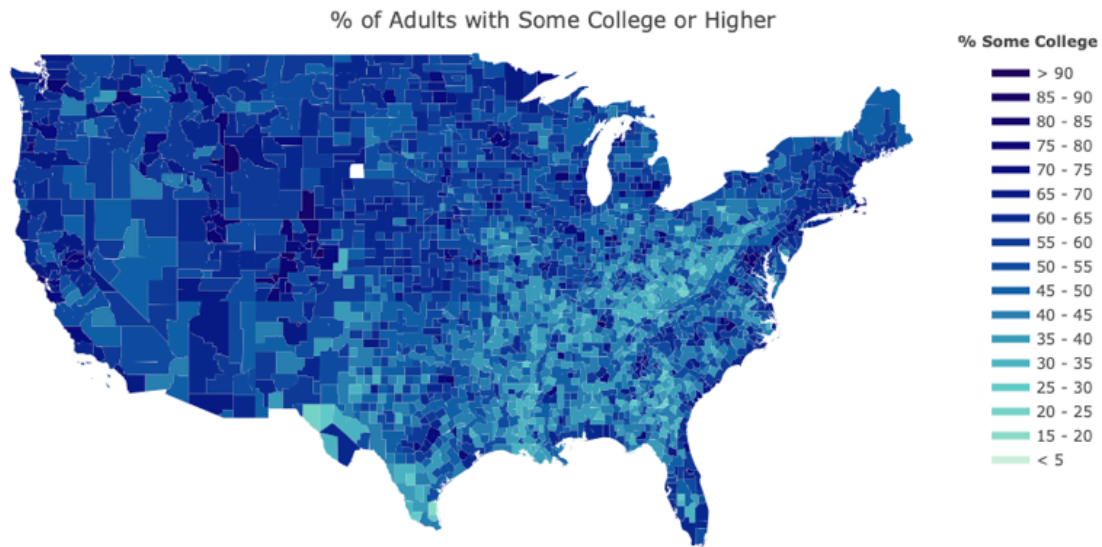 % of Adults with Some College or Higher
% Some College
> 90
85 - 90
80 - 85
75 - 80
70 - 75
65 - 70
60 - 65
55 - 60
50 - 55
45 - 50
40 - 45
35 - 40
30 - 35
25 - 30
20 - 25
15 - 20
< 5